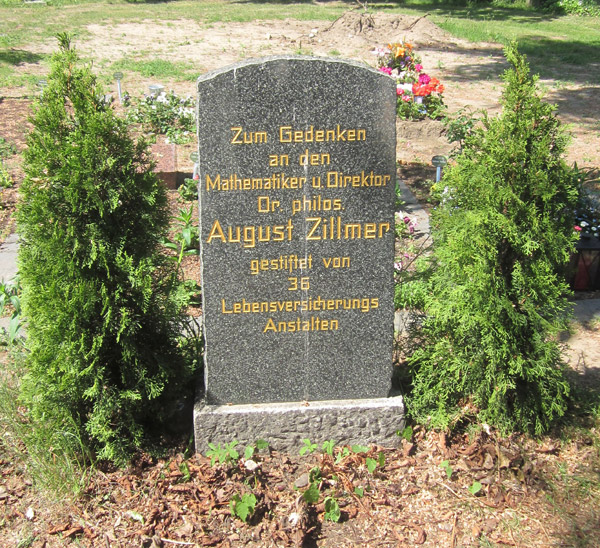 Zum Gedenken
an den
Mathematiker u. Direktor
Dr. philos.
August Zillmer
gestiftet von
36
Lebensversicherungs
Anstalten